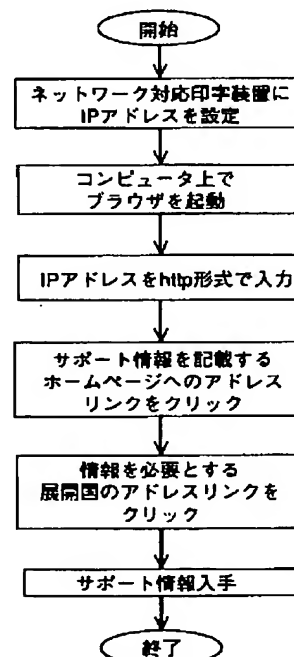 開始
ネットワーク対応印字装置に
IPアドレスを設定
コンピュータ上で
ブラウザを起動
IPアドレスをhttp形式で入力
サポート情報を記載する
ホームページへのアドレス
リンクをクリック
情報を必要とする
展開国のアドレスリンクを
クリック
サポート情報入手
終了